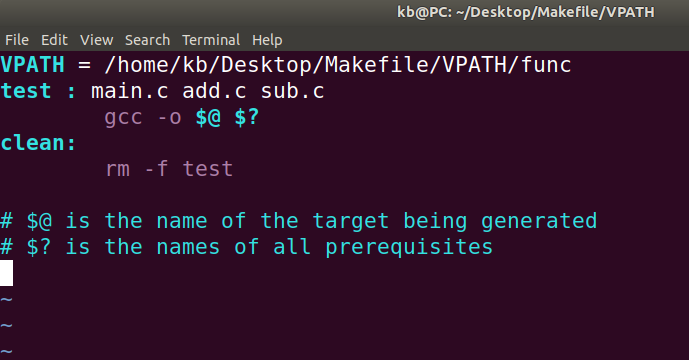 kb@PC: ~/Desktop/Makefile/VPATH
File Edit View Search Terminal Help
VPATH = /home/kb/Desktop/Makefile/VPATH/func
test : main.c add.c sub.c
        gcc -o $@ $?
clean:
        rm -f test

# $@ is the name of the target being generated
# $? is the names of all prerequisites
~
~
~